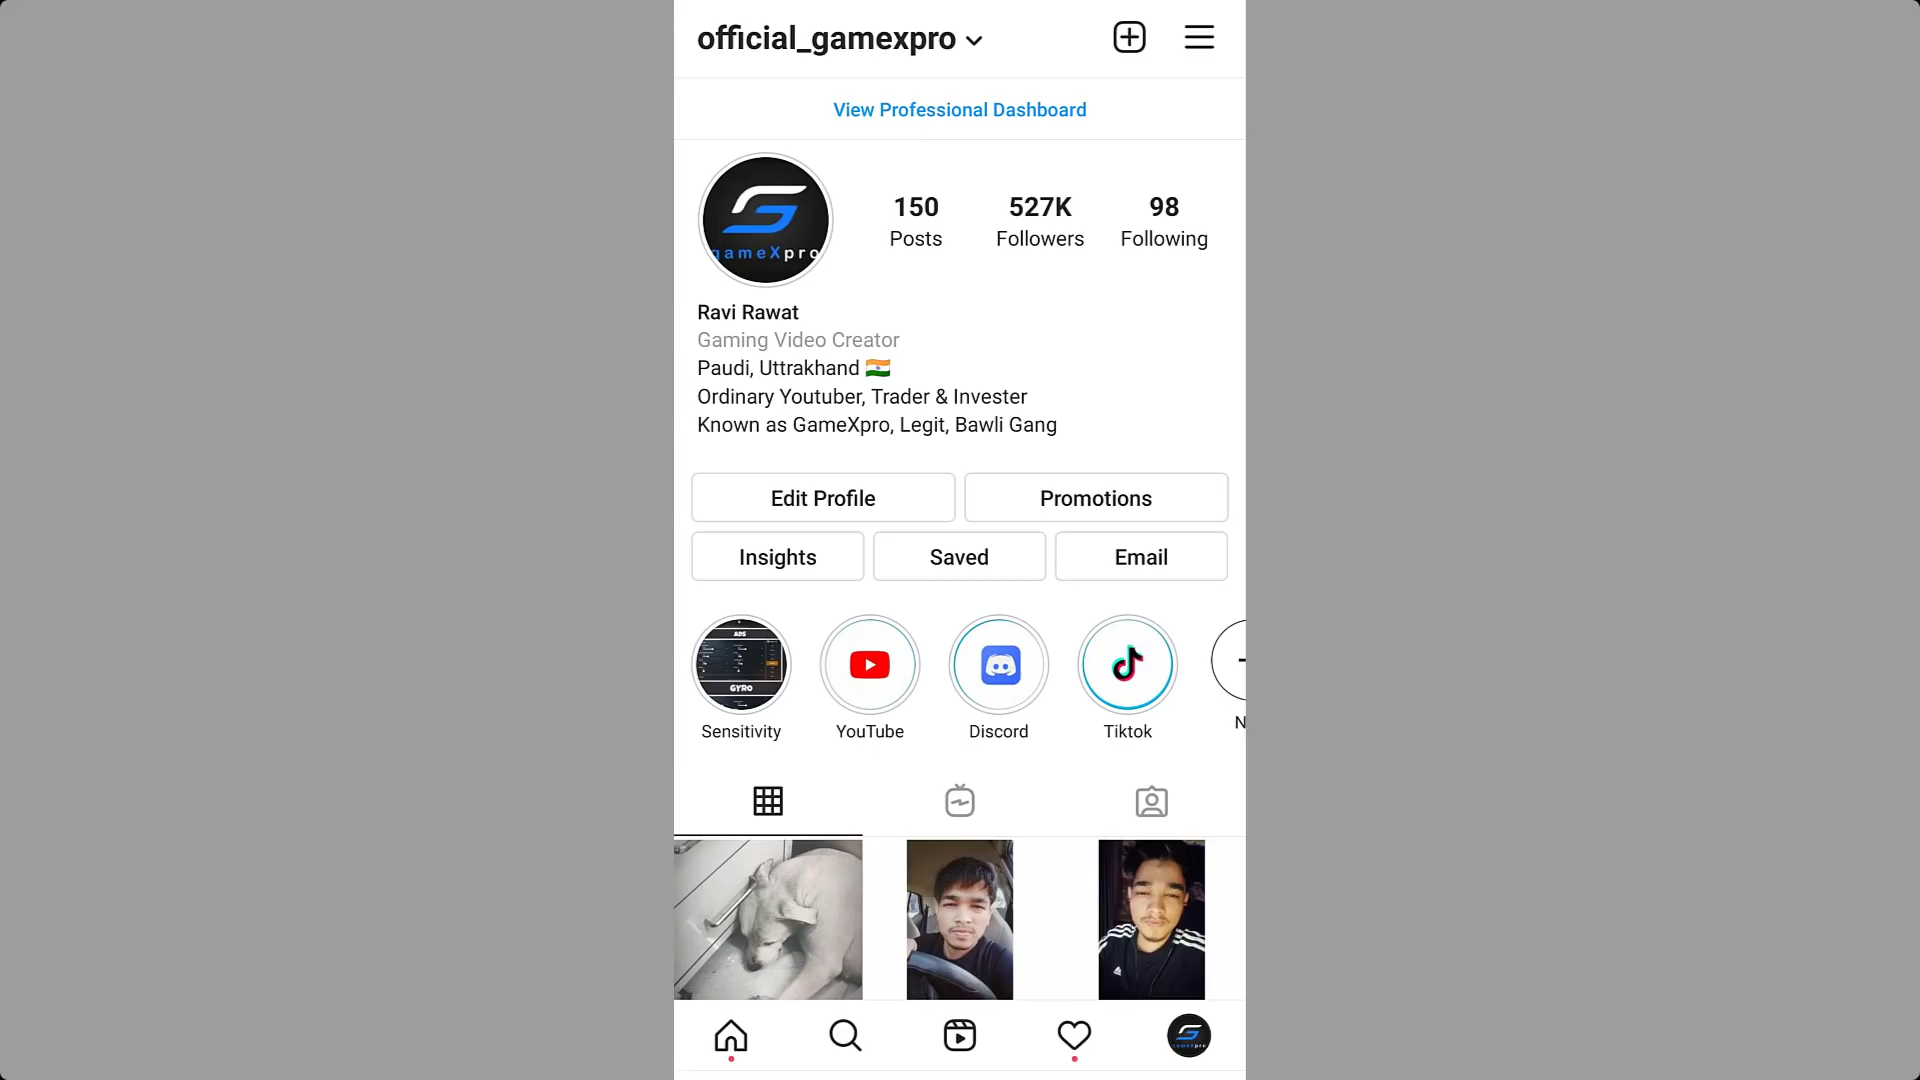 official_gamexpro
View Professional Dashboard
gameXpro
150
Posts
527K
Followers
98
Following
Ravi Rawat
Gaming Video Creator
Paudi, Uttrakhand 🇮🇳
Ordinary Youtuber, Trader & Invester
Known as GameXpro, Legit, Bawli Gang
Edit Profile
Promotions
Insights
Saved
Email
ADS
GYRO
Sensitivity
YouTube
Discord
Tiktok
N